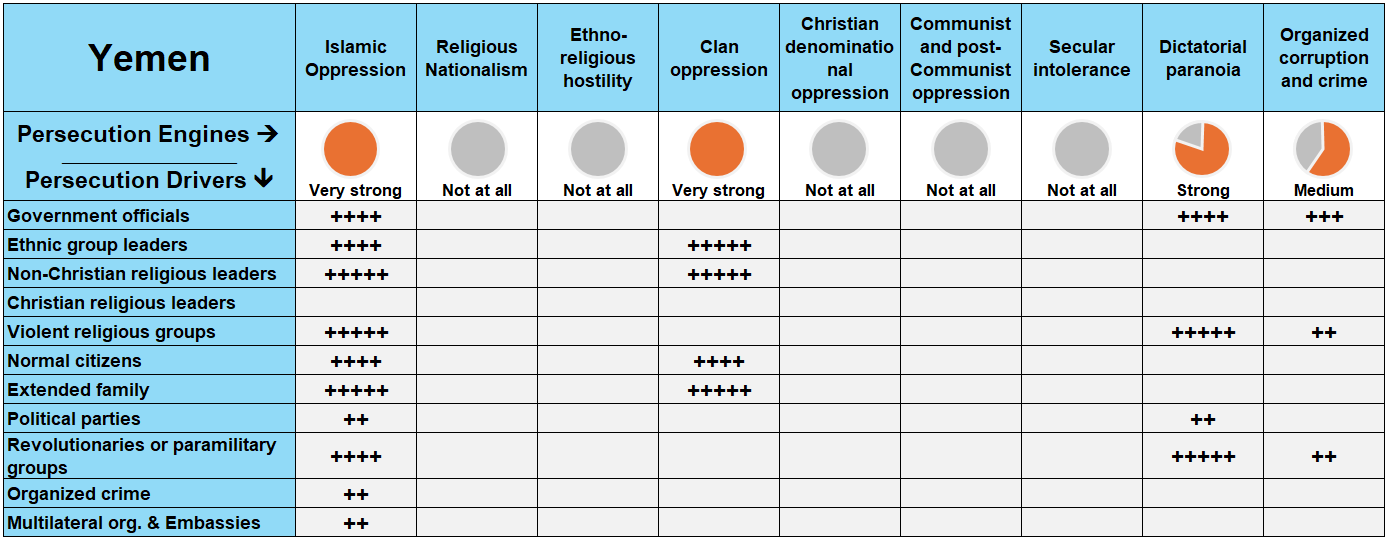 Yemen
Islamic
Oppression
Religious
Nationalism
Ethno-
religious
hostility
Clan
oppression
Christian
denominatio
nal
oppression
Communist
and post-
Communist
oppression
Secular
intolerance
Dictatorial
paranoia
Organized
corruption
and crime
Persecution Engines →
Persecution Drivers ↓
Very strong
Not at all
Not at all
Very strong
Not at all
Not at all
Not at all
Strong
Medium
Government officials ++++ ++++ +++
Ethnic group leaders ++++ +++++
Non-Christian religious leaders +++++ +++++
Christian religious leaders
Violent religious groups +++++ +++++ ++
Normal citizens ++++ ++++
Extended family +++++ +++++
Political parties ++ ++
Revolutionaries or paramilitary
groups ++++ +++++ ++
Organized crime ++
Multilateral org. & Embassies ++